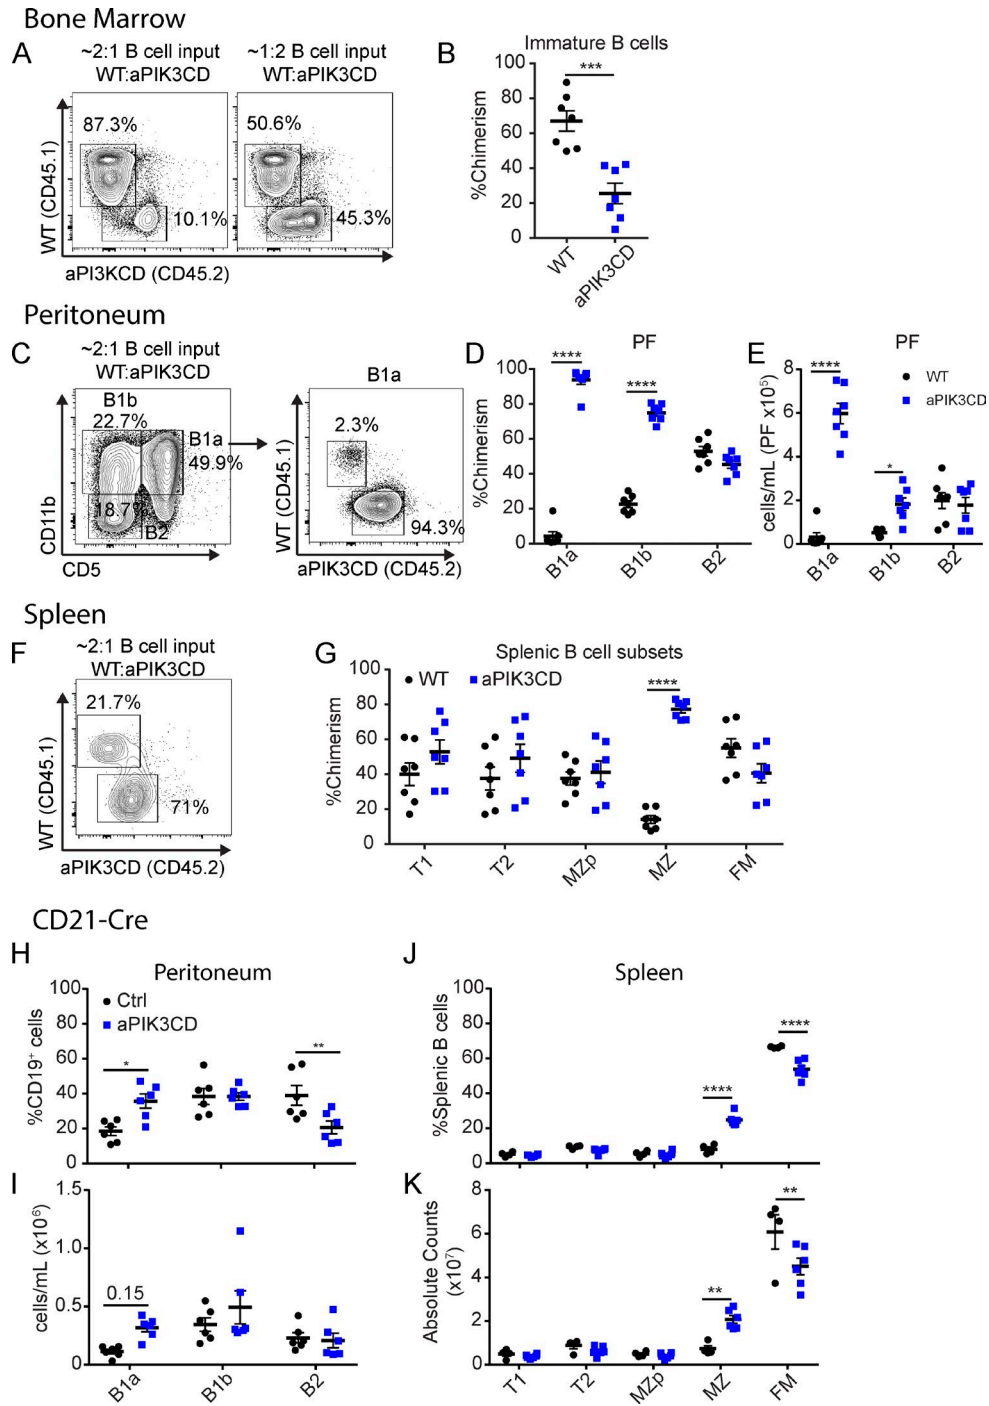 Bone Marrow
A
~2:1 B cell input
WT:aPIK3CD
~1:2 B cell input
WT:aPIK3CD
87.3%
10.1%
50.6%
45.3%
WT (CD45.1)
aPI3KCD (CD45.2)
B
Immature B cells
***
%Chimerism
100
80
60
40
20
0
WT
aPIK3CD
Peritoneum
C
~2:1 B cell input
WT:aPIK3CD
B1b
22.7%
B1a
49.9%
18.7%
B2
CD11b
CD5
B1a
2.3%
94.3%
WT (CD45.1)
aPIK3CD (CD45.2)
D
PF
****
****
%Chimerism
100
80
60
40
20
0
B1a
B1b
B2
E
PF
****
*
WT
aPIK3CD
cells/mL (PF x10⁵)
8
6
4
2
0
B1a
B1b
B2
Spleen
F
~2:1 B cell input
WT:aPIK3CD
21.7%
71%
WT (CD45.1)
aPIK3CD (CD45.2)
G
Splenic B cell subsets
WT
aPIK3CD
****
%Chimerism
100
80
60
40
20
0
T1
T2
MZp
MZ
FM
CD21-Cre
H
Peritoneum
Ctrl
aPIK3CD
*
**
%CD19⁺ cells
100
80
60
40
20
0
J
Spleen
****
****
%Splenic B cells
100
80
60
40
20
0
I
0.15
cells/mL (x10⁶)
1.5
1.0
0.5
0
B1a
B1b
B2
K
**
**
Absolute Counts
(x10⁷)
8
6
4
2
0
T1
T2
MZp
MZ
FM